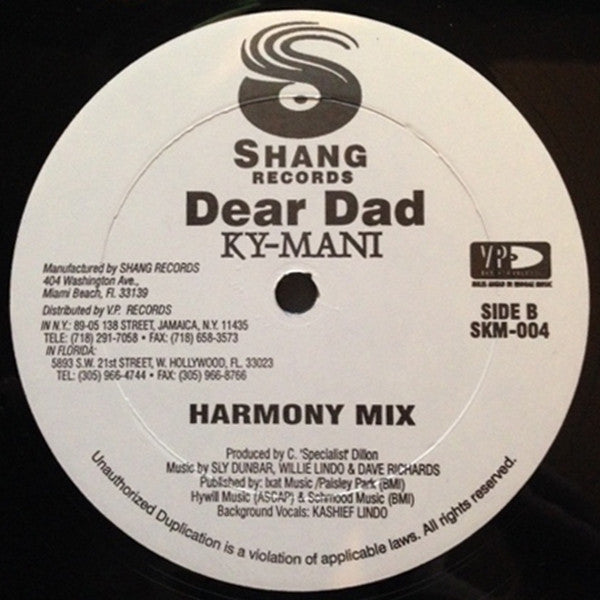 SHANG
RECORDS
Dear Dad
KY-MANI
Manufactured by SHANG RECORDS
404 Washington Ave.,
Miami Beach, Fl. 33139
Distributed by V.P. RECORDS
IN N.Y.: 89-05 138 STREET, JAMAICA, N.Y. 11435
TELE: (718) 291-7058 • FAX: (718) 658-3573
IN FLORIDA:
5893 S.W. 21st STREET, W. HOLLYWOOD, FL. 33023
TEL: (305) 966-4744 • FAX: (305) 966-8766
VP
MILES AHEAD IN REGGAE MUSIC
SIDE B
SKM-004
HARMONY MIX
Produced by C. 'Specialist' Dillon
Music by SLY DUNBAR, WILLIE LINDO & DAVE RICHARDS
Published by: Ixat Music /Paisley Park (BMI)
Hywill Music (ASCAP) & Schmood Music (BMI)
Background Vocals: KASHIEF LINDO
Unauthorized Duplication is a violation of applicable laws. All rights reserved.